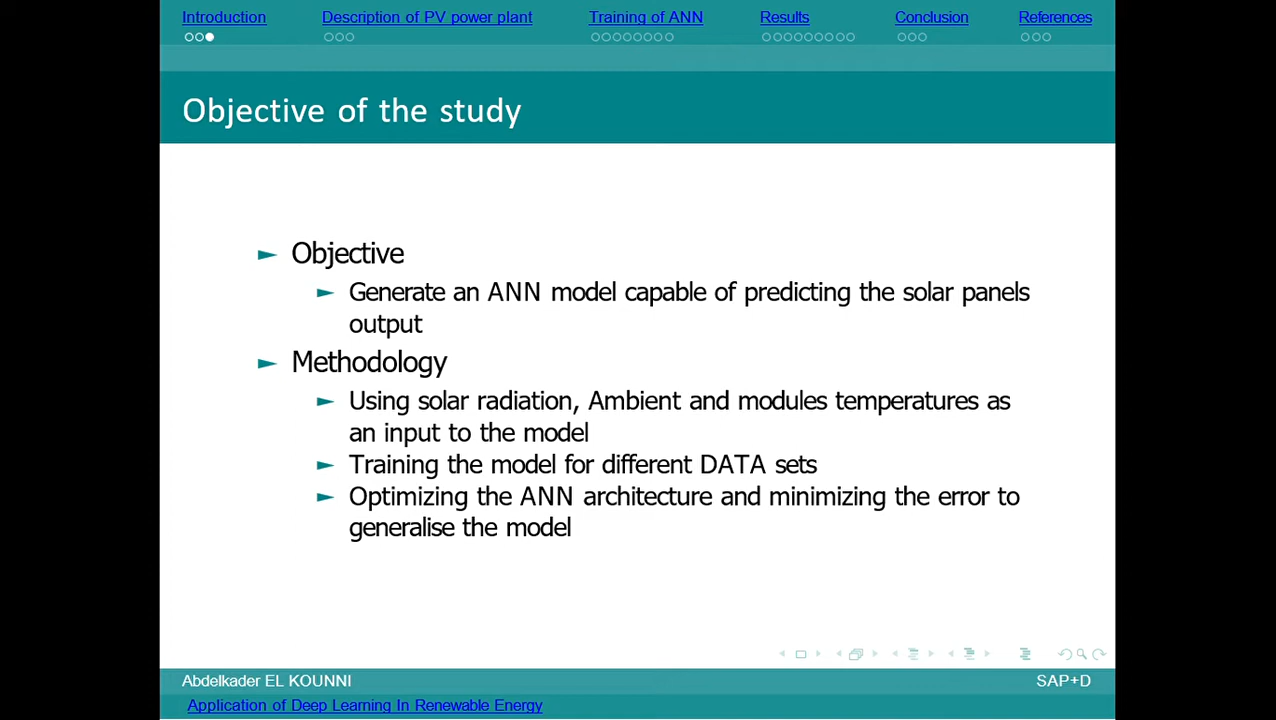 Introduction Description of PV power plant Training of ANN Results Conclusion References
Objective of the study
Objective
Generate an ANN model capable of predicting the solar panels
output
Methodology
Using solar radiation, Ambient and modules temperatures as
an input to the model
Training the model for different DATA sets
Optimizing the ANN architecture and minimizing the error to
generalise the model
Abdelkader EL KOUNNI SAP+D
Application of Deep Learning In Renewable Energy